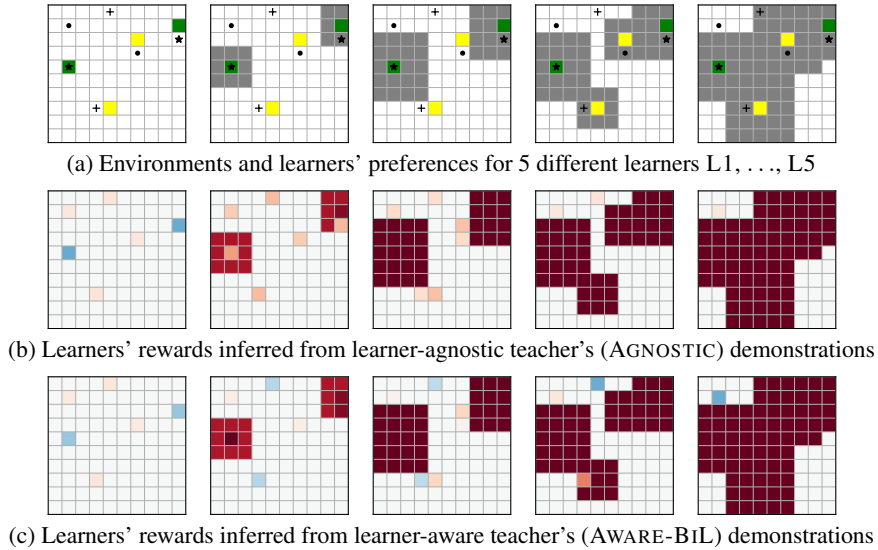 (a) Environments and learners' preferences for 5 different learners L1, ..., L5
(b) Learners' rewards inferred from learner-agnostic teacher's (AGNOSTIC) demonstrations
(c) Learners' rewards inferred from learner-aware teacher's (AWARE-BIL) demonstrations